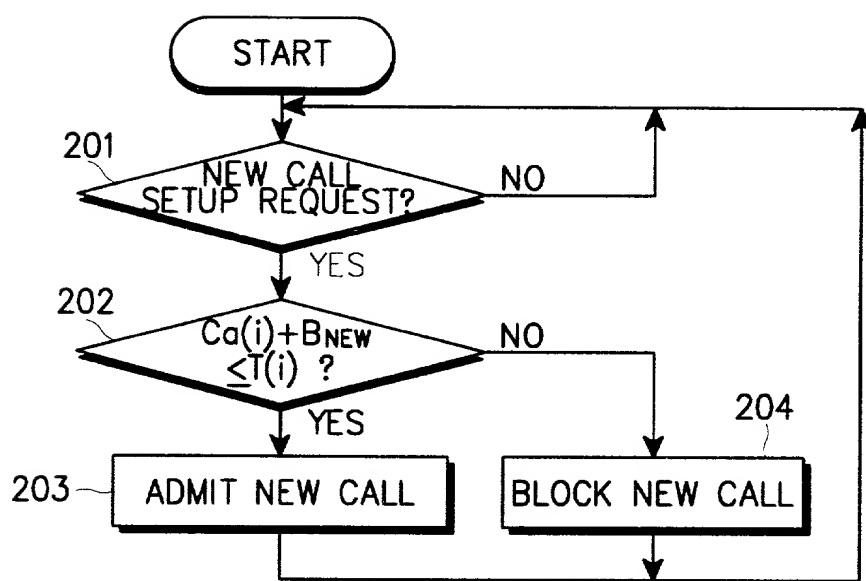 START
201
NEW CALL
SETUP REQUEST?
NO
YES
202
Ca(i)+BNEW
≤T(i) ?
NO
YES
204
203
ADMIT NEW CALL
BLOCK NEW CALL